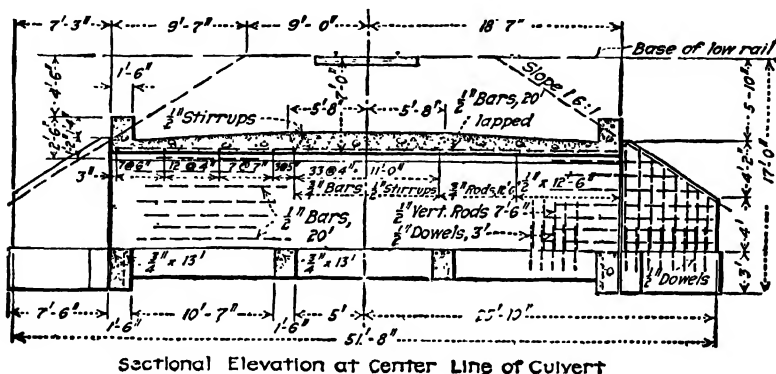 7'-3" 9'-7" 9'-0" 18'-7"
Base of low rail
4'-6" 1'-6" 7'-0" Slope 1.6:1 5'-10"
5'-8" 5'-8" 1/2" Bars, 20' lapped
1/2" Stirrups
2'-6" 4'-2" 17'-0"
3" 12@4" 7@7" 33@4"= 11'-0" 1/2" x 12'-6"
3/4" Bars 1/2" Stirrups 3/4" Rods
1/2" Bars, 20'
1/2" Vert. Rods 7'-6"
1/2" Dowels, 3' 4'
3/4" x 13' 3/4" x 13' 1/2" Dowels 3'
7'-6" 1'-6" 10'-7" 1'-6" 5'
51'-8"
Sectional Elevation at Center Line of Culvert